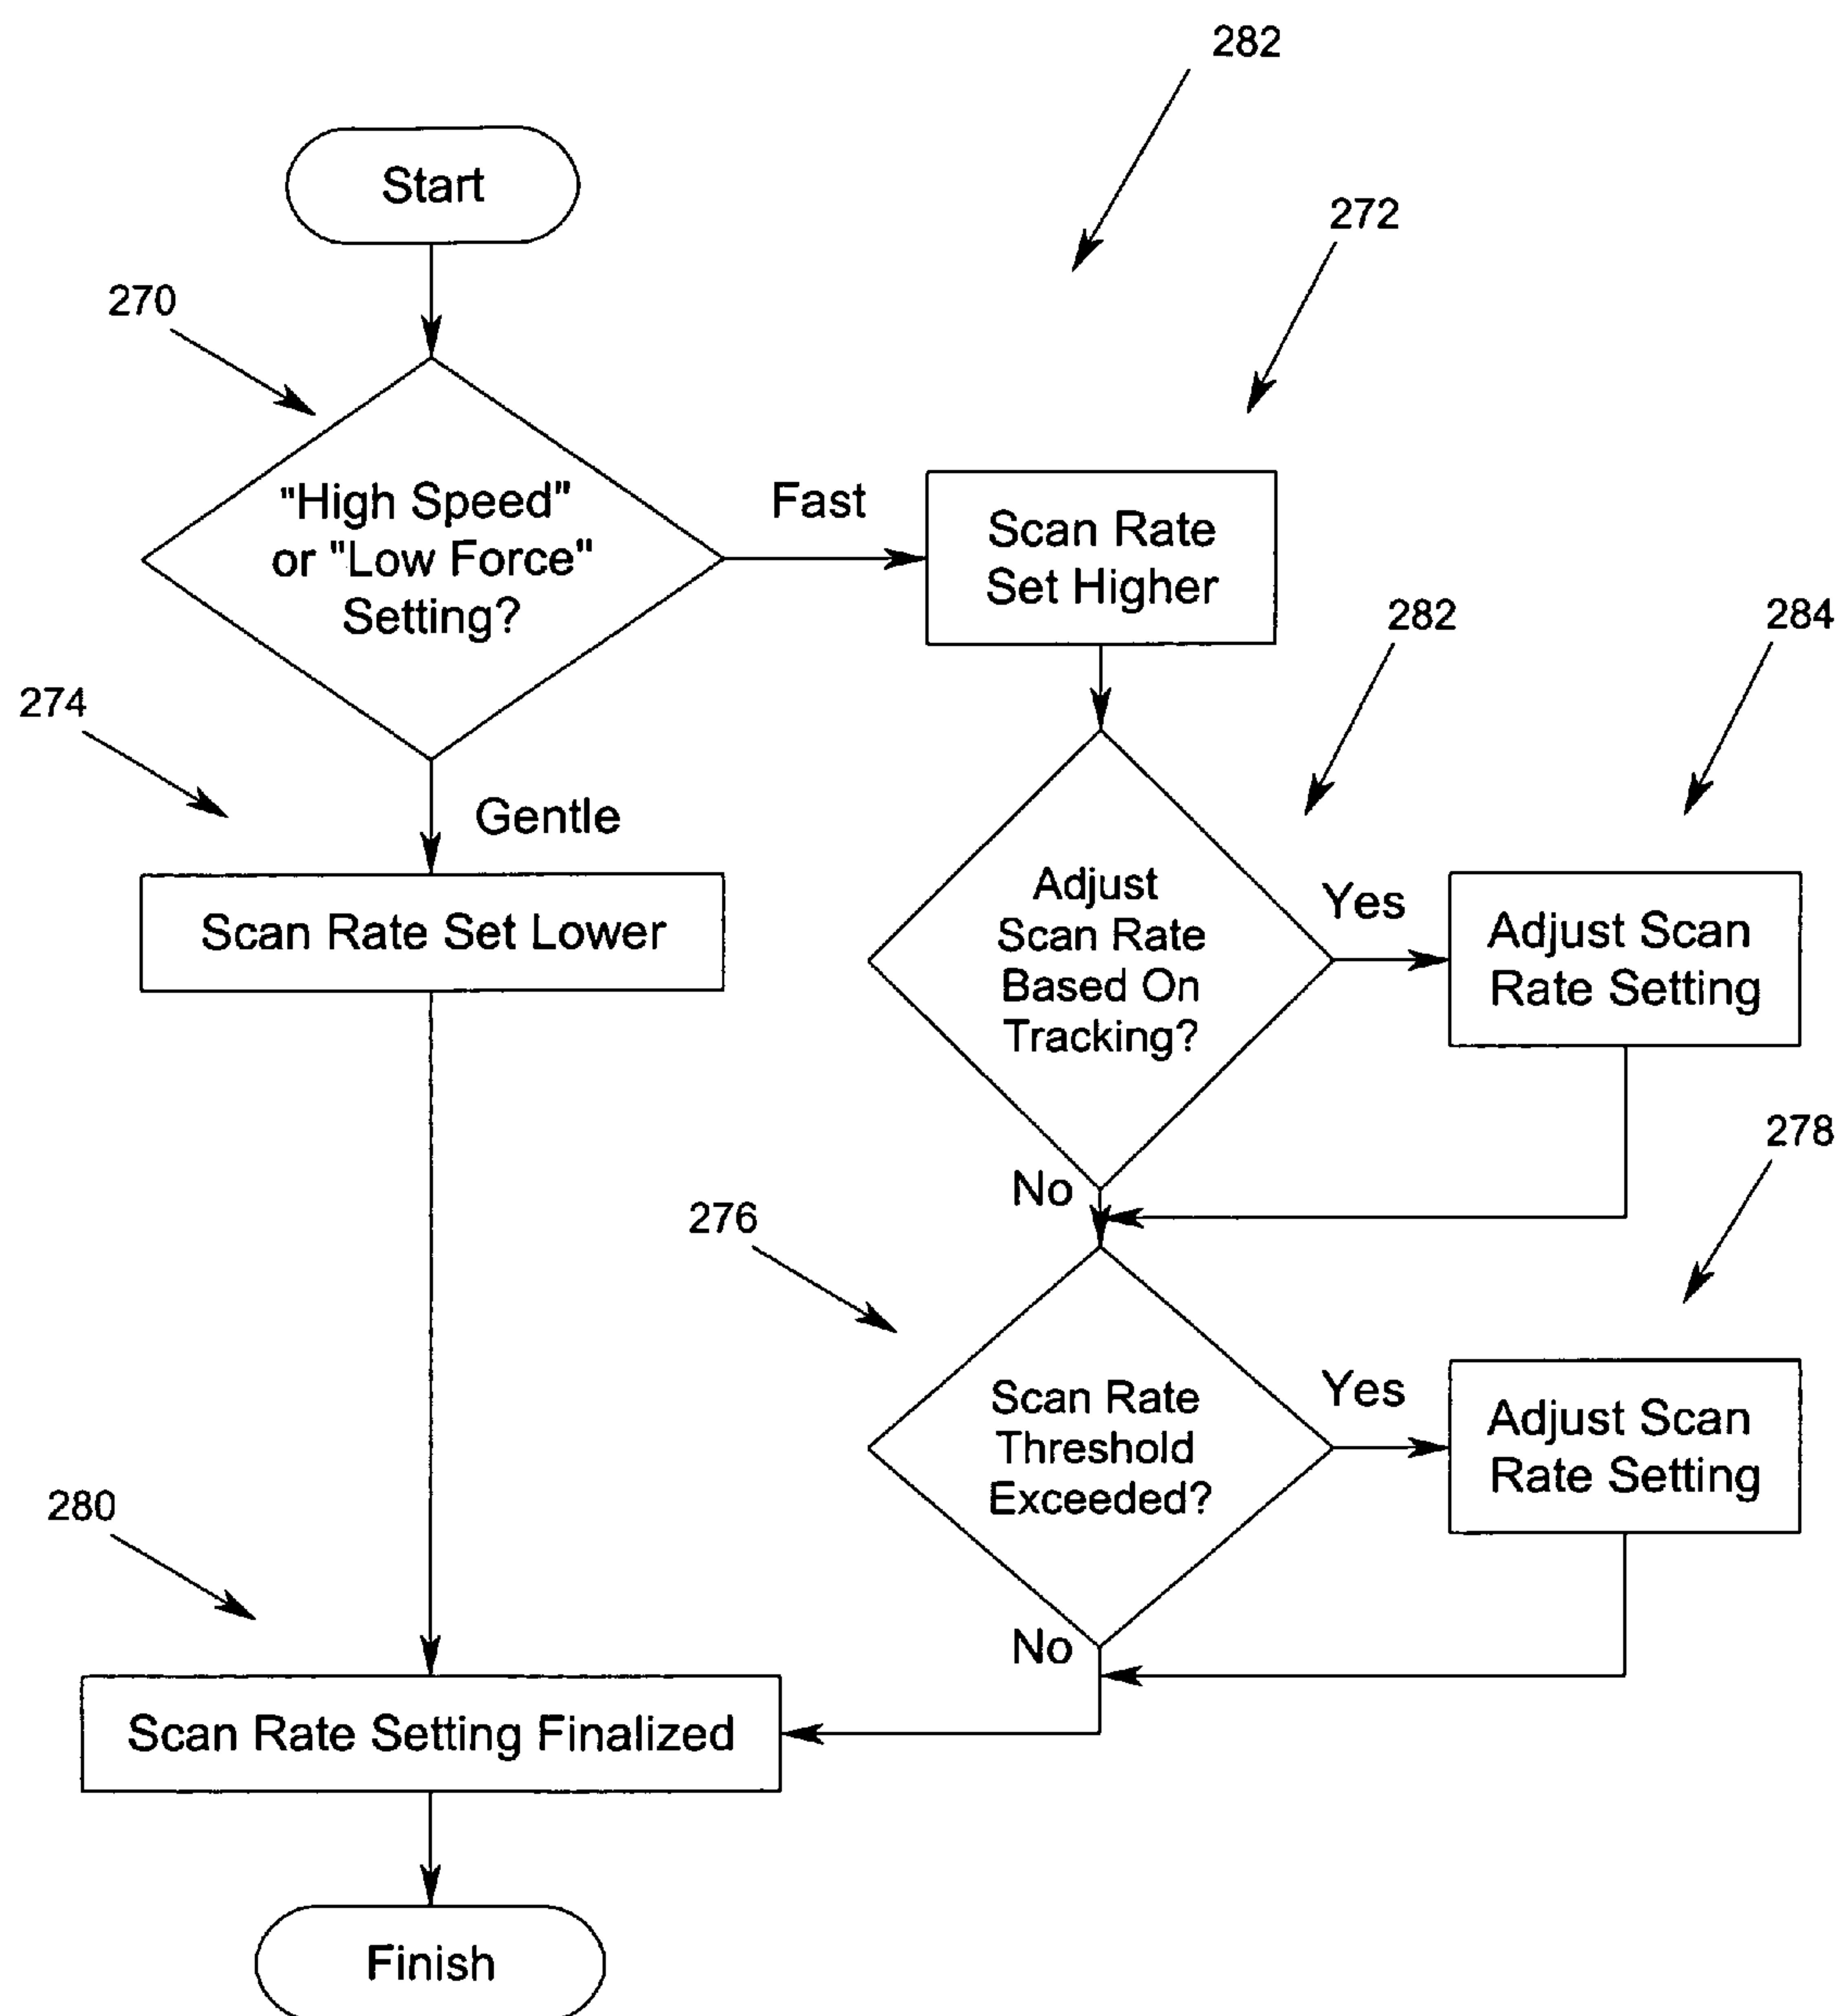 282
Start
272
270
"High Speed"
or "Low Force"
Setting?
Fast
Scan Rate
Set Higher
282
284
274
Gentle
Scan Rate Set Lower
Adjust
Scan Rate
Based On
Tracking?
Yes
Adjust Scan
Rate Setting
278
No
276
Scan Rate
Threshold
Exceeded?
Yes
Adjust Scan
Rate Setting
280
No
Scan Rate Setting Finalized
Finish